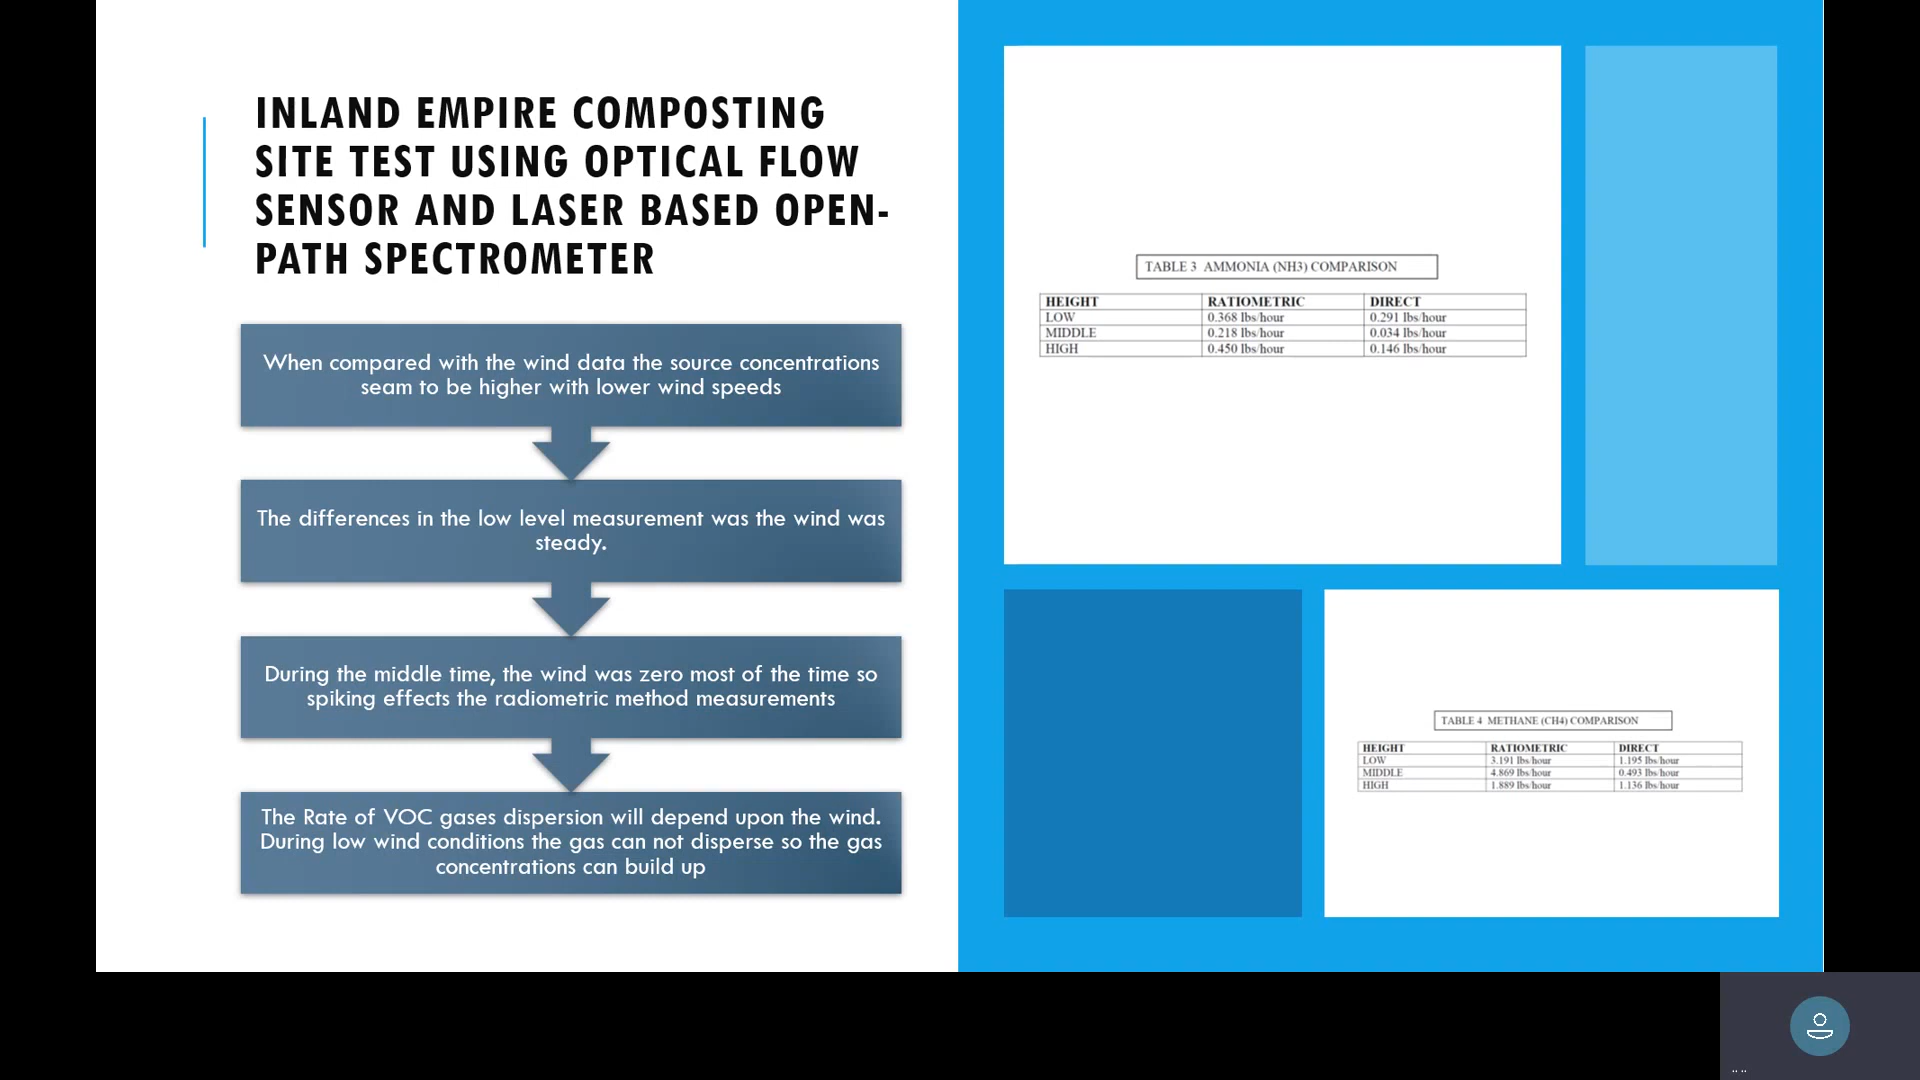 INLAND EMPIRE COMPOSTING
SITE TEST USING OPTICAL FLOW
SENSOR AND LASER BASED OPEN-
PATH SPECTROMETER
When compared with the wind data the source concentrations
seam to be higher with lower wind speeds
The differences in the low level measurement was the wind was
steady.
During the middle time, the wind was zero most of the time so
spiking effects the radiometric method measurements
The Rate of VOC gases dispersion will depend upon the wind.
During low wind conditions the gas can not disperse so the gas
concentrations can build up
TABLE 3 AMMONIA (NH3) COMPARISON
HEIGHT RATIOMETRIC DIRECT
LOW 0.368 lbs/hour 0.291 lbs/hour
MIDDLE 0.218 lbs/hour 0.034 lbs/hour
HIGH 0.450 lbs/hour 0.146 lbs/hour
TABLE 4 METHANE (CH4) COMPARISON
HEIGHT RATIOMETRIC DIRECT
LOW 3.191 lbs/hour 1.195 lbs/hour
MIDDLE 4.869 lbs/hour 0.493 lbs/hour
HIGH 1.889 lbs/hour 1.136 lbs/hour